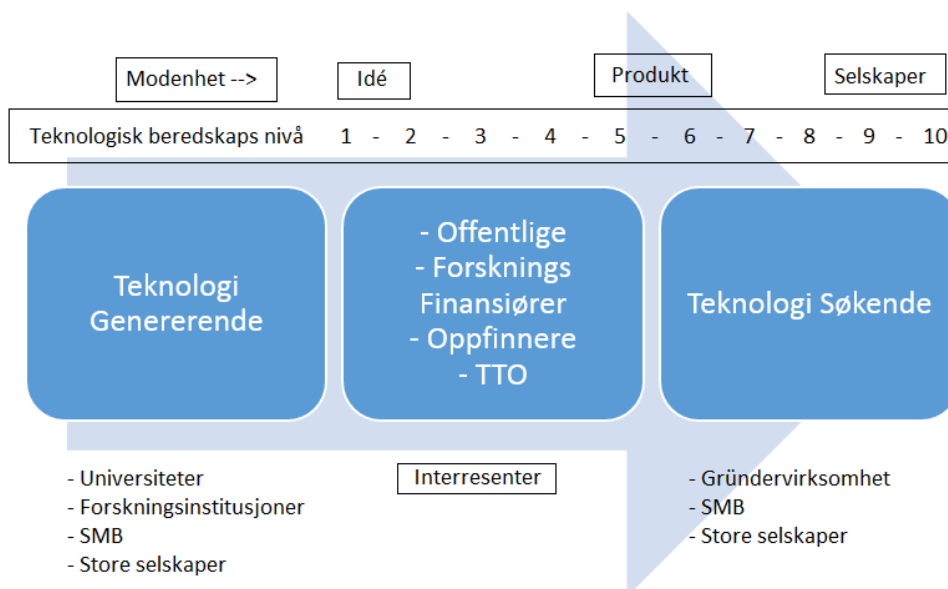 Modenhet --> Idé Produkt Selskaper
Teknologisk beredskaps nivå 1 - 2 - 3 - 4 - 5 - 6 - 7 - 8 - 9 - 10
Teknologi
Genererende
- Offentlige
- Forsknings
Finansiører
- Oppfinnere
- TTO
Teknologi Søkende
- Universiteter
- Forskningsinstitusjoner
- SMB
- Store selskaper
Interresenter
- Gründervirksomhet
- SMB
- Store selskaper